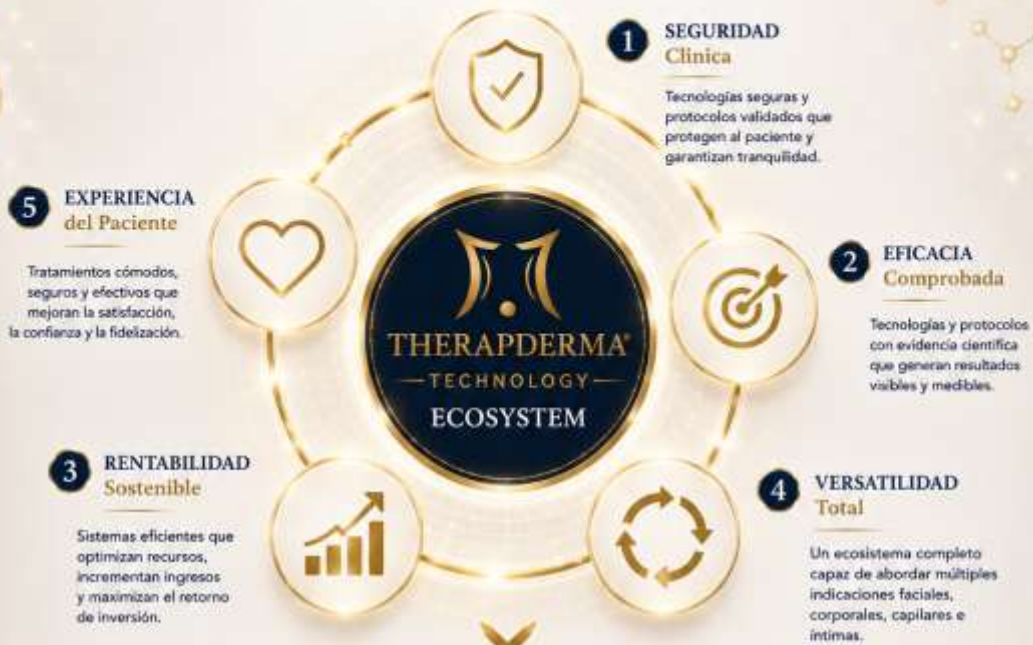 1
SEGURIDAD
Clínica
Tecnologías seguras y
protocolos validados que
protegen al paciente y
garantizan tranquilidad.
2
EFICACIA
Comprobada
Tecnologías y protocolos
con evidencia científica
que generan resultados
visibles y medibles.
3
RENTABILIDAD
Sostenible
Sistemas eficientes que
optimizan recursos,
incrementan ingresos
y maximizan el retorno
de inversión.
4
VERSATILIDAD
Total
Un ecosistema completo
capaz de abordar múltiples
indicaciones faciales,
corporales, capilares e
íntimas.
5
EXPERIENCIA
del Paciente
Tratamientos cómodos,
seguros y efectivos que
mejoran la satisfacción,
la confianza y la fidelización.
THERAPDERMA®
TECHNOLOGY
ECOSYSTEM